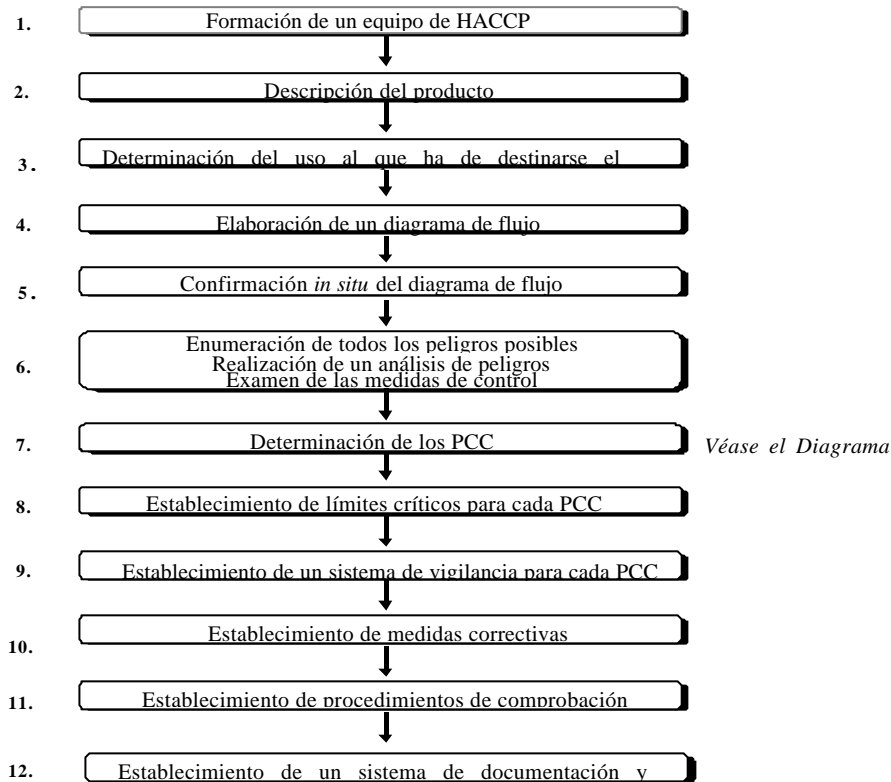 1. Formación de un equipo de HACCP
2. Descripción del producto
3. Determinación del uso al que ha de destinarse el
4. Elaboración de un diagrama de flujo
5. Confirmación in situ del diagrama de flujo
Enumeración de todos los peligros posibles
6. Realización de un análisis de peligros
Examen de las medidas de control
7. Determinación de los PCC Véase el Diagrama
8. Establecimiento de límites críticos para cada PCC
9. Establecimiento de un sistema de vigilancia para cada PCC
10. Establecimiento de medidas correctivas
11. Establecimiento de procedimientos de comprobación
12. Establecimiento de un sistema de documentación y